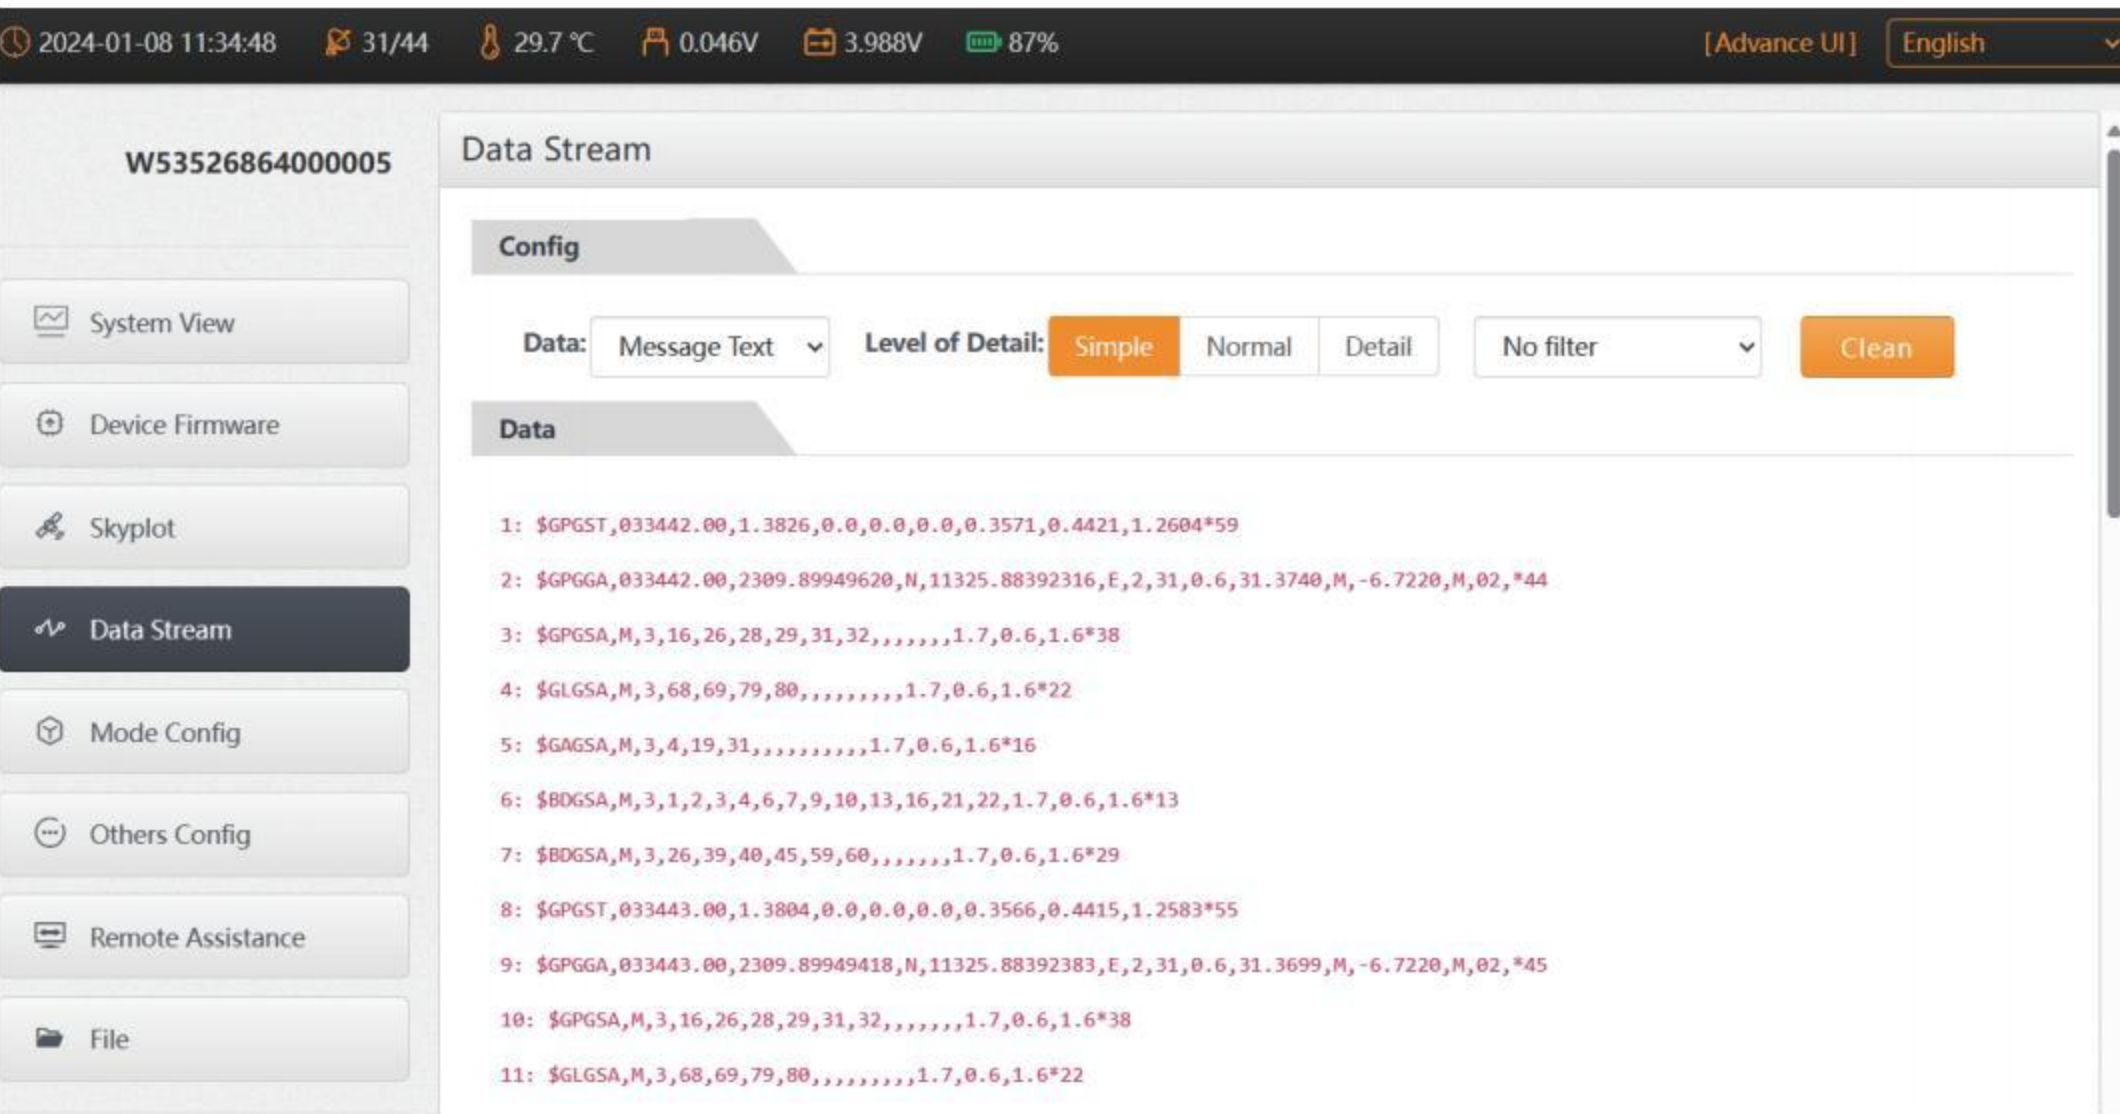 2024-01-08 11:34:48 31/44 29.7 ℃ 0.046V 3.988V 87% [Advance UI] English
W53526864000005
System View
Device Firmware
Skyplot
Data Stream
Mode Config
Others Config
Remote Assistance
File
Data Stream
Config
Data: Message Text Level of Detail: Simple Normal Detail No filter Clean
Data
1: $GPGST,033442.00,1.3826,0.0,0.0,0.0,0.3571,0.4421,1.2604*59
2: $GPGGA,033442.00,2309.89949620,N,11325.88392316,E,2,31,0.6,31.3740,M,-6.7220,M,02,*44
3: $GPGSA,M,3,16,26,28,29,31,32,,,,,,,1.7,0.6,1.6*38
4: $GLGSA,M,3,68,69,79,80,,,,,,,,,1.7,0.6,1.6*22
5: $GAGSA,M,3,4,19,31,,,,,,,,,,1.7,0.6,1.6*16
6: $BDGSA,M,3,1,2,3,4,6,7,9,10,13,16,21,22,1.7,0.6,1.6*13
7: $BDGSA,M,3,26,39,40,45,59,60,,,,,,,1.7,0.6,1.6*29
8: $GPGST,033443.00,1.3804,0.0,0.0,0.0,0.3566,0.4415,1.2583*55
9: $GPGGA,033443.00,2309.89949418,N,11325.88392383,E,2,31,0.6,31.3699,M,-6.7220,M,02,*45
10: $GPGSA,M,3,16,26,28,29,31,32,,,,,,,1.7,0.6,1.6*38
11: $GLGSA,M,3,68,69,79,80,,,,,,,,,1.7,0.6,1.6*22